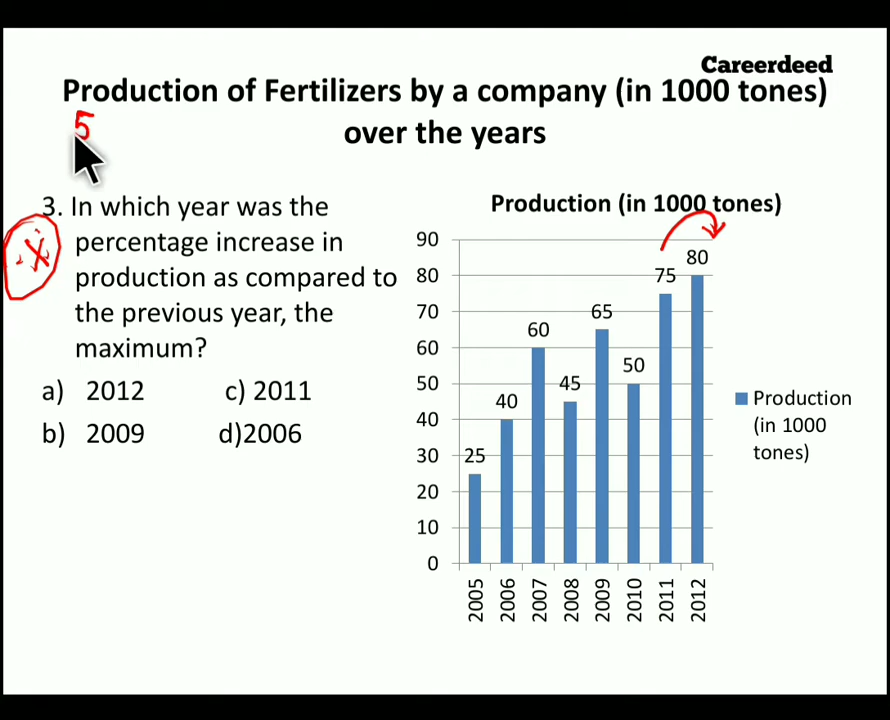 Careerdeed
Production of Fertilizers by a company (in 1000 tones)
over the years
5
3. In which year was the
percentage increase in
production as compared to
the previous year, the
maximum?
a) 2012 c) 2011
b) 2009 d)2006
Production (in 1000 tones)
90
80
70
60
50
40
30
20
10
0
25
40
60
45
65
50
75
80
2005
2006
2007
2008
2009
2010
2011
2012
Production
(in 1000
tones)